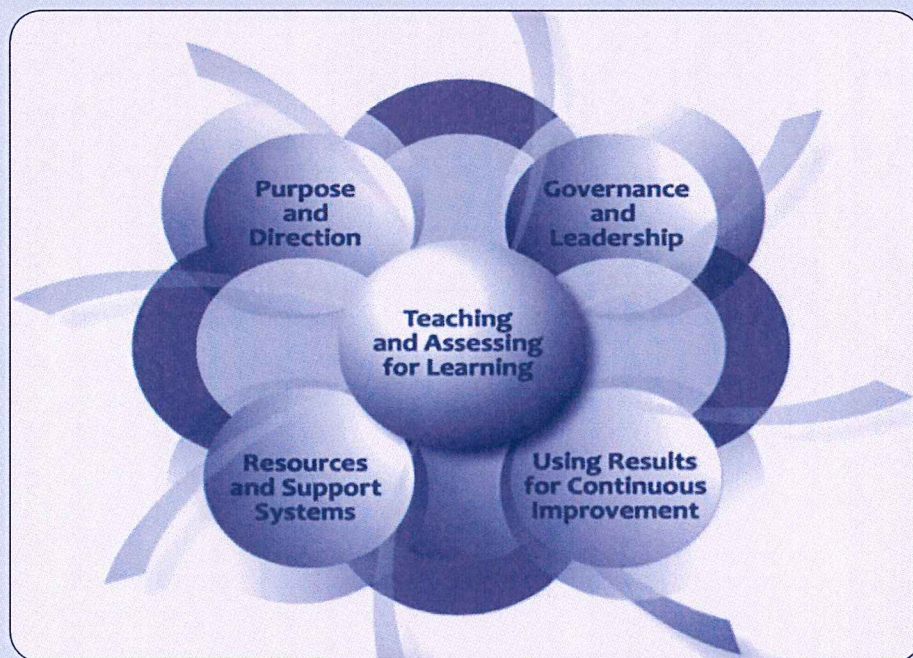 Purpose
and
Direction
Governance
and
Leadership
Teaching
and Assessing
for Learning
Resources
and Support
Systems
Using Results
for Continuous
Improvement